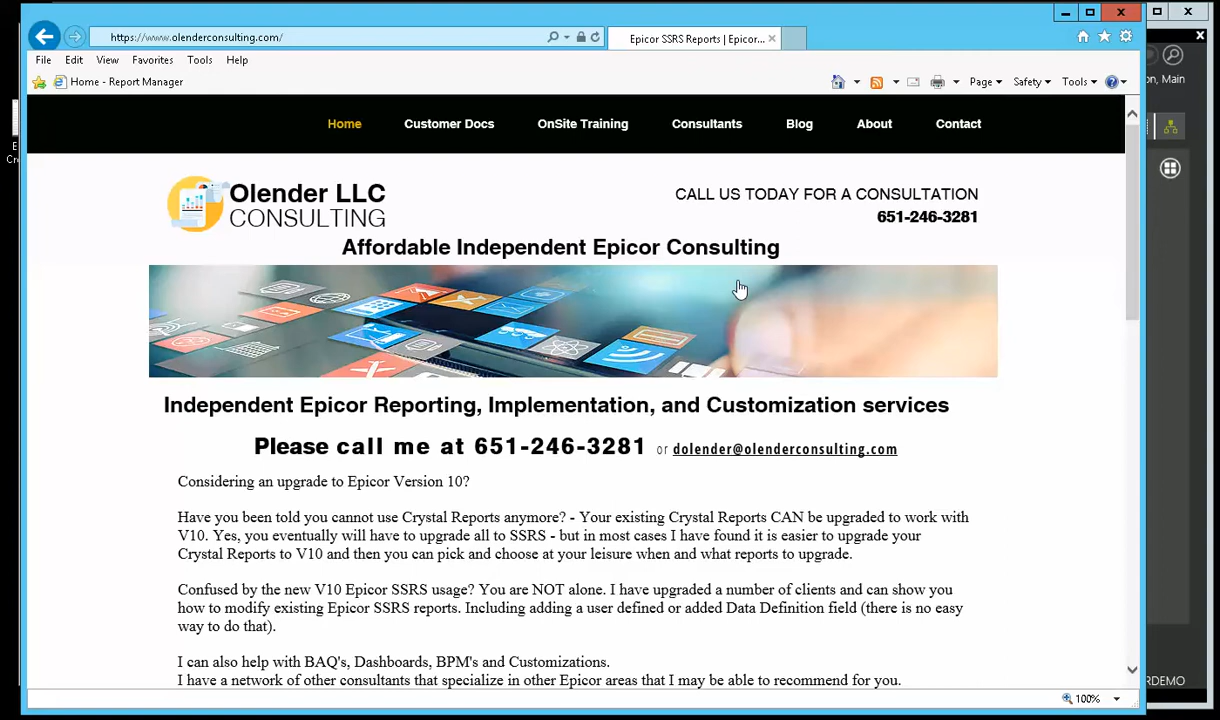 https://www.olenderconsulting.com/
Epicor SSRS Reports | Epicor...
File Edit View Favorites Tools Help
Home - Report Manager
Page Safety Tools
on, Main
Home Customer Docs OnSite Training Consultants Blog About Contact
Olender LLC
CONSULTING
CALL US TODAY FOR A CONSULTATION
651-246-3281
Affordable Independent Epicor Consulting
Independent Epicor Reporting, Implementation, and Customization services
Please call me at 651-246-3281 or dolender@olenderconsulting.com
Considering an upgrade to Epicor Version 10?
Have you been told you cannot use Crystal Reports anymore? - Your existing Crystal Reports CAN be upgraded to work with
V10. Yes, you eventually will have to upgrade all to SSRS - but in most cases I have found it is easier to upgrade your
Crystal Reports to V10 and then you can pick and choose at your leisure when and what reports to upgrade.
Confused by the new V10 Epicor SSRS usage? You are NOT alone. I have upgraded a number of clients and can show you
how to modify existing Epicor SSRS reports. Including adding a user defined or added Data Definition field (there is no easy
way to do that).
I can also help with BAQ's, Dashboards, BPM's and Customizations.
I have a network of other consultants that specialize in other Epicor areas that I may be able to recommend for you.
RDEMO
100%